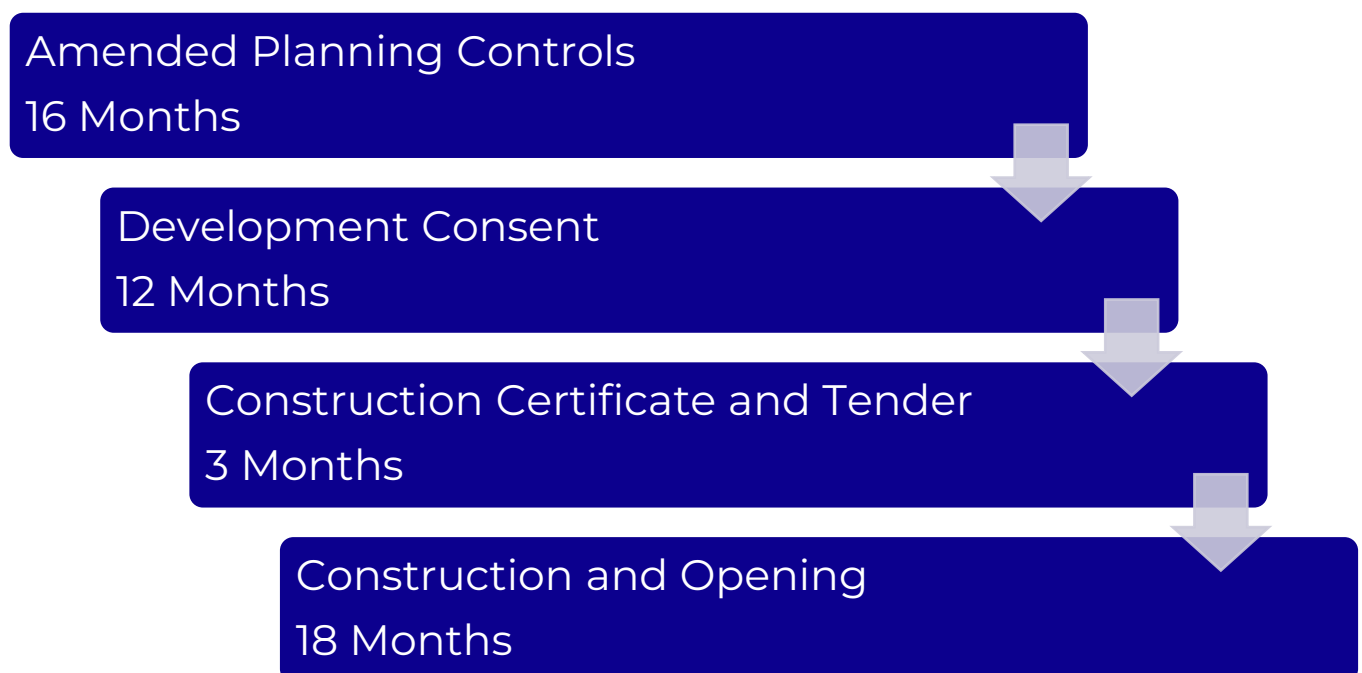 Amended Planning Controls
16 Months
Development Consent
12 Months
Construction Certificate and Tender
3 Months
Construction and Opening
18 Months